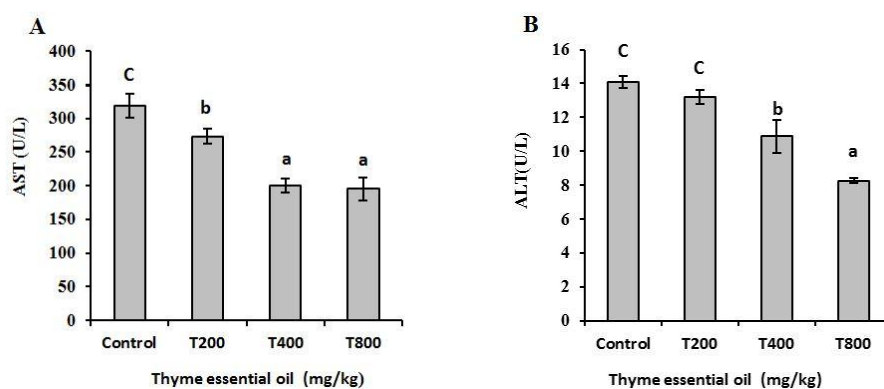 A
400
350
300
250
200
150
100
50
0
AST (U/L)
C
b
a
a
Control T200 T400 T800
Thyme essential oil (mg/kg)
B
16
14
12
10
8
6
4
2
0
ALT(U/L)
C
C
b
a
Control T200 T400 T800
Thyme essential oil (mg/kg)